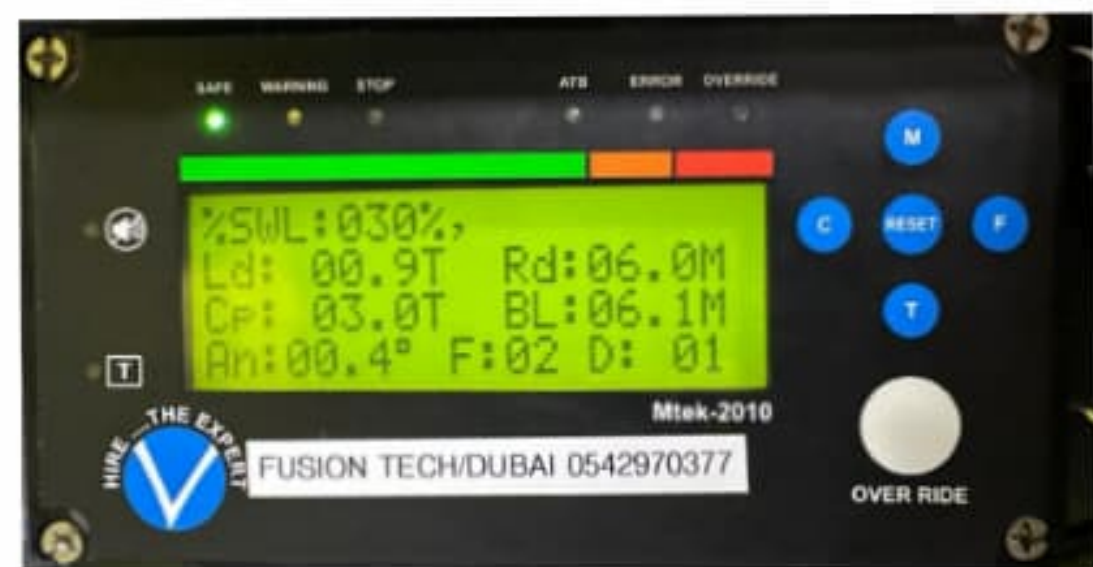 SAFE WARNING STOP ATB ERROR OVERRIDE
M
%SWL:030%,
C RESET F
Ld: 00.9T Rd:06.0M
Cp: 03.0T BL:06.1M
T
An:00.4° F:02 D: 01
T
Mtek-2010
HIRE ...THE EXPERT
V
FUSION TECH/DUBAI 0542970377
OVER RIDE